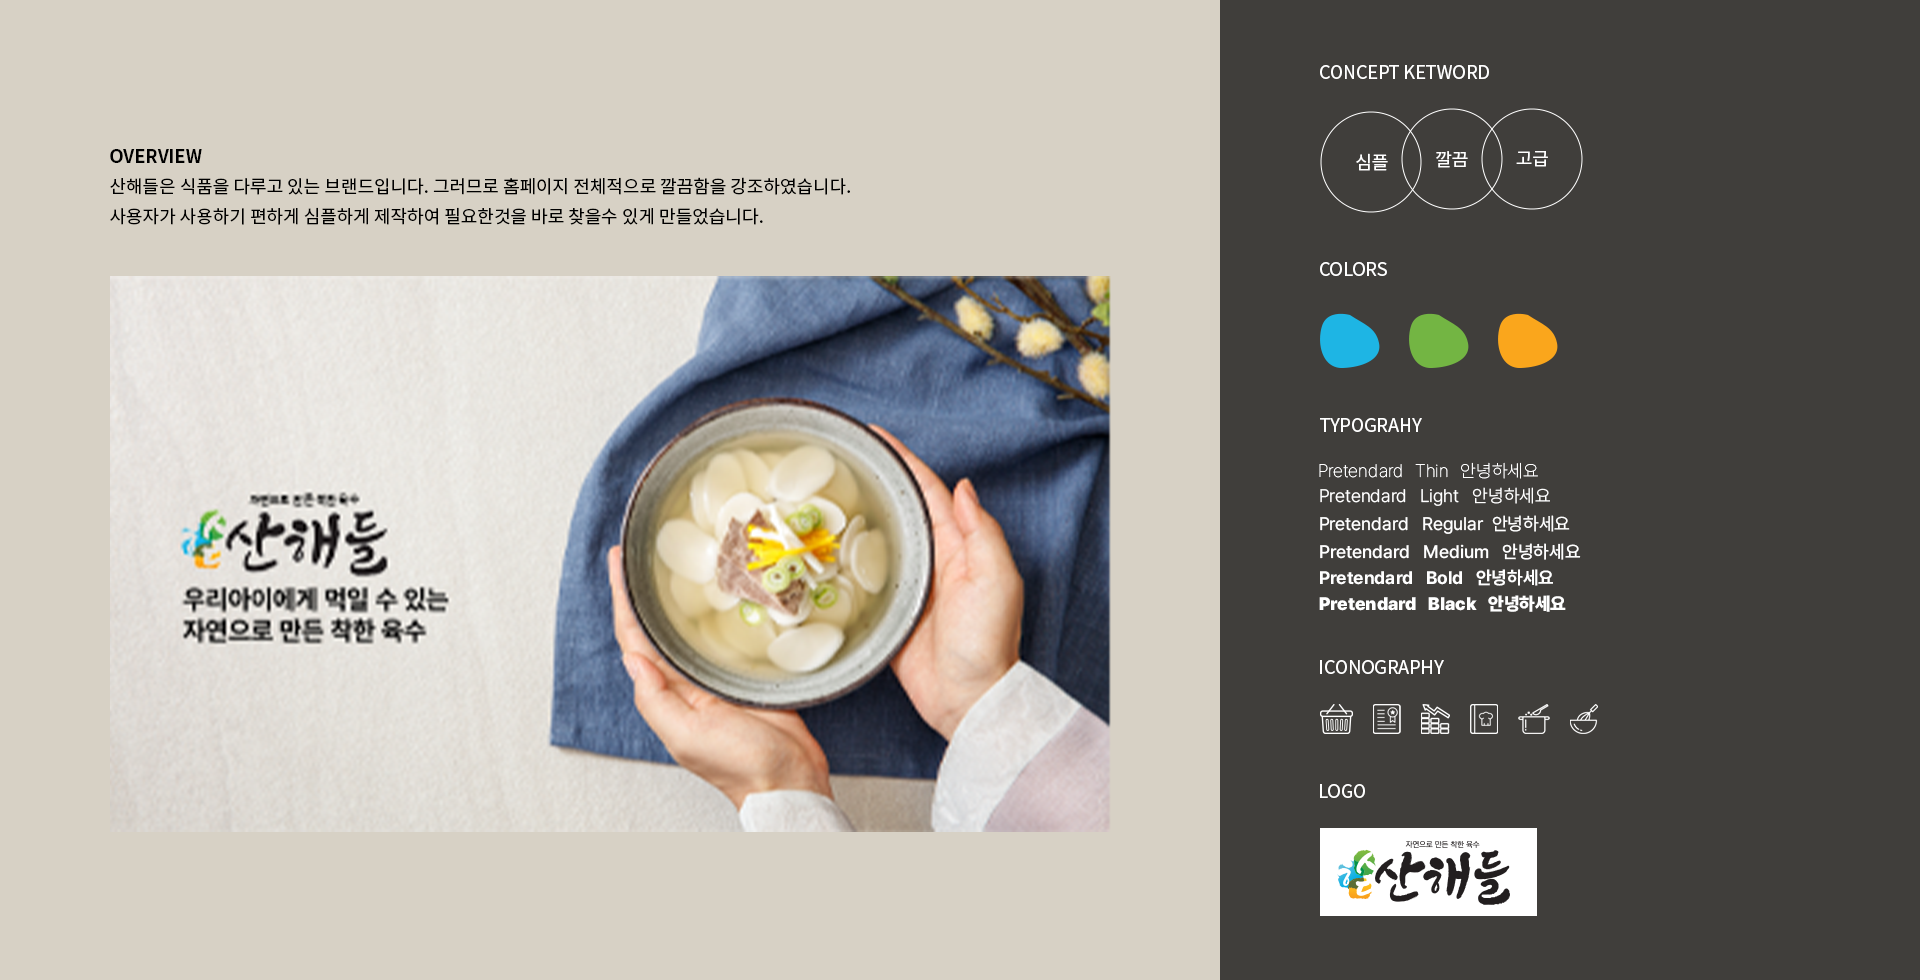 OVERVIEW
산해들은 식품을 다루고 있는 브랜드입니다. 그러므로 홈페이지 전체적으로 깔끔함을 강조하였습니다.
사용자가 사용하기 편하게 심플하게 제작하여 필요한것을 바로 찾을수 있게 만들었습니다.
자연으로 만든 착한 육수
산해들
우리아이에게 먹일 수 있는
자연으로 만든 착한 육수
CONCEPT KETWORD
심플 깔끔 고급
COLORS
TYPOGRAHY
Pretendard Thin 안녕하세요
Pretendard Light 안녕하세요
Pretendard Regular 안녕하세요
Pretendard Medium 안녕하세요
Pretendard Bold 안녕하세요
Pretendard Black 안녕하세요
ICONOGRAPHY
LOGO
자연으로 만든 착한 육수
산해들